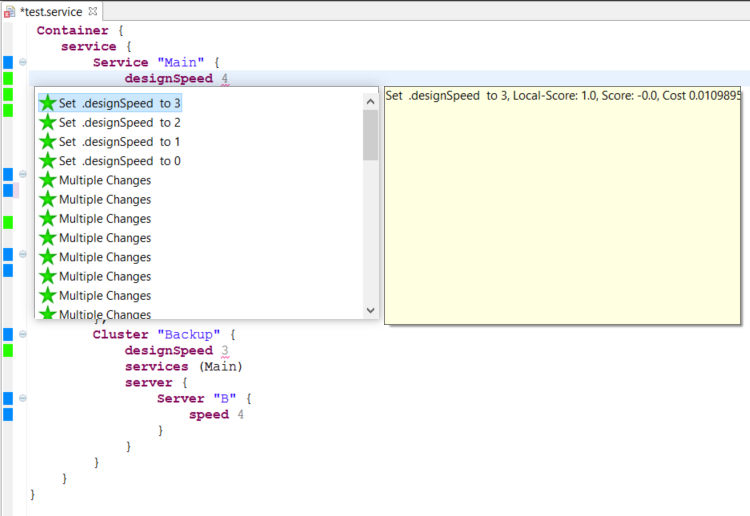 *test.service
Container {
service {
Service "Main" {
designSpeed 4
Set .designSpeed to 3
Set .designSpeed to 2
Set .designSpeed to 1
Set .designSpeed to 0
Multiple Changes
Multiple Changes
Multiple Changes
Multiple Changes
Multiple Changes
Multiple Changes
Multiple Changes
Multiple Changes
Set .designSpeed to 3, Local-Score: 1.0, Score: -0.0, Cost 0.0109895
},
Cluster "Backup" {
designSpeed 3
services (Main)
server {
Server "B" {
speed 4
}
}
}
}
}